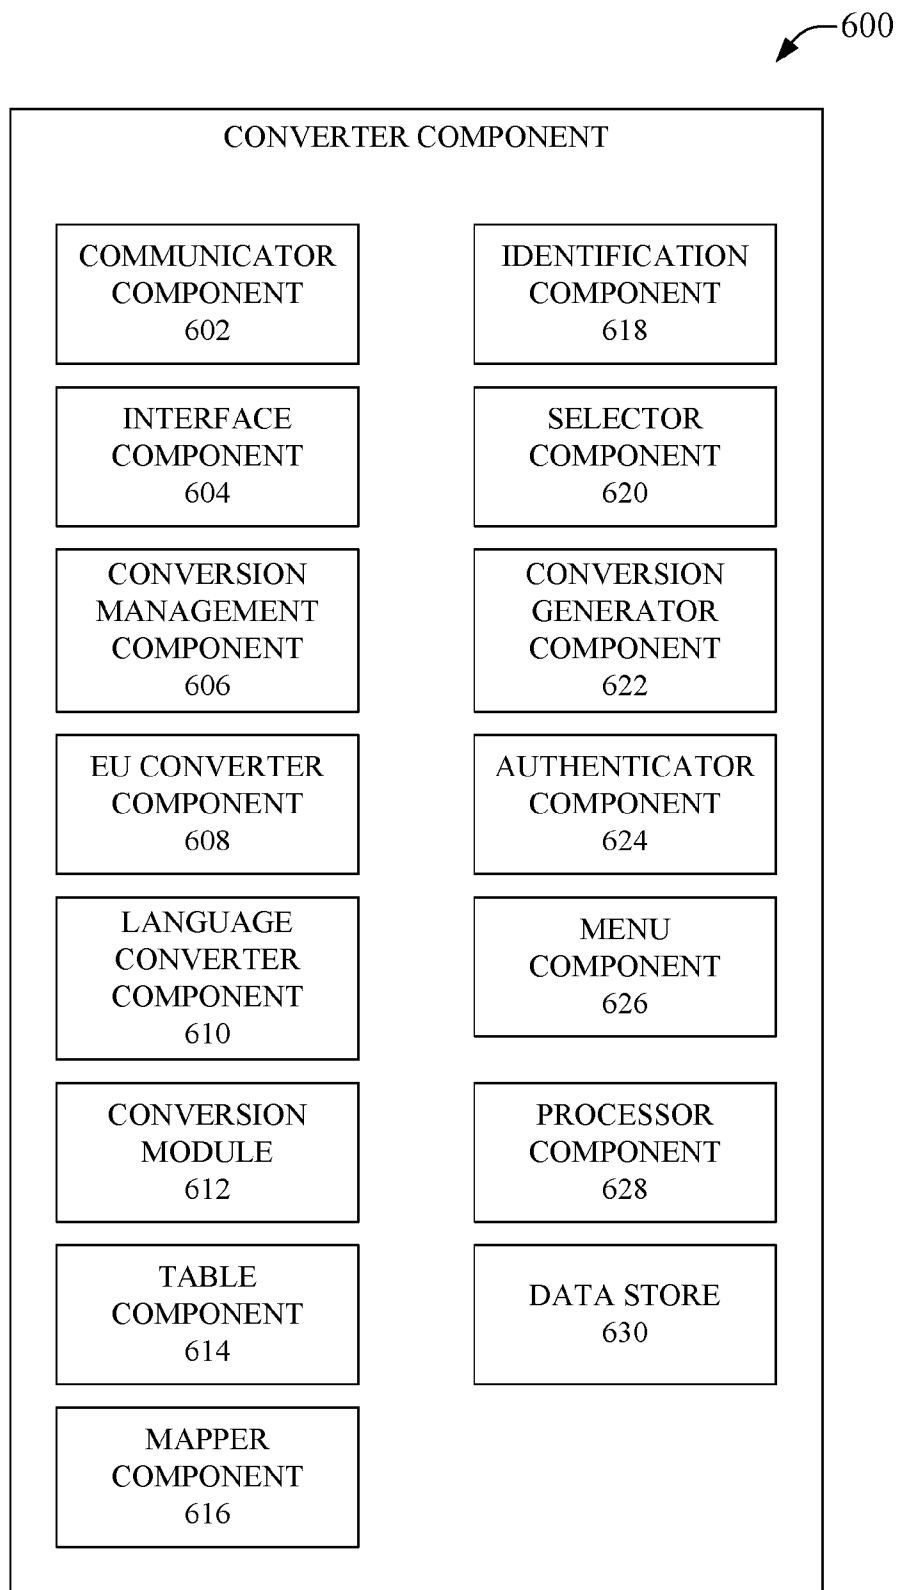 600
CONVERTER COMPONENT
COMMUNICATOR
COMPONENT
602
INTERFACE
COMPONENT
604
CONVERSION
MANAGEMENT
COMPONENT
606
EU CONVERTER
COMPONENT
608
LANGUAGE
CONVERTER
COMPONENT
610
CONVERSION
MODULE
612
TABLE
COMPONENT
614
MAPPER
COMPONENT
616
IDENTIFICATION
COMPONENT
618
SELECTOR
COMPONENT
620
CONVERSION
GENERATOR
COMPONENT
622
AUTHENTICATOR
COMPONENT
624
MENU
COMPONENT
626
PROCESSOR
COMPONENT
628
DATA STORE
630